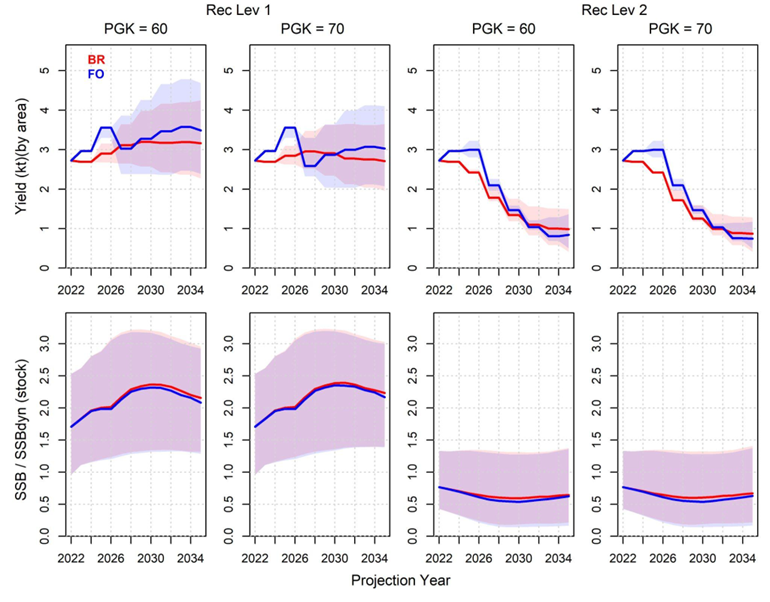 Rec Lev 1 Rec Lev 2
PGK = 60 PGK = 70 PGK = 60 PGK = 70
Yield (kt)(by area)
BR
FO
5 5 5 5
4 4 4 4
3 3 3 3
2 2 2 2
1 1 1 1
0 0 0 0
2022 2026 2030 2034 2022 2026 2030 2034 2022 2026 2030 2034 2022 2026 2030 2034
SSB / SSBdyn (stock)
3.0 3.0 3.0 3.0
2.5 2.5 2.5 2.5
2.0 2.0 2.0 2.0
1.5 1.5 1.5 1.5
1.0 1.0 1.0 1.0
0.5 0.5 0.5 0.5
0.0 0.0 0.0 0.0
2022 2026 2030 2034 2022 2026 2030 2034 2022 2026 2030 2034 2022 2026 2030 2034
Projection Year